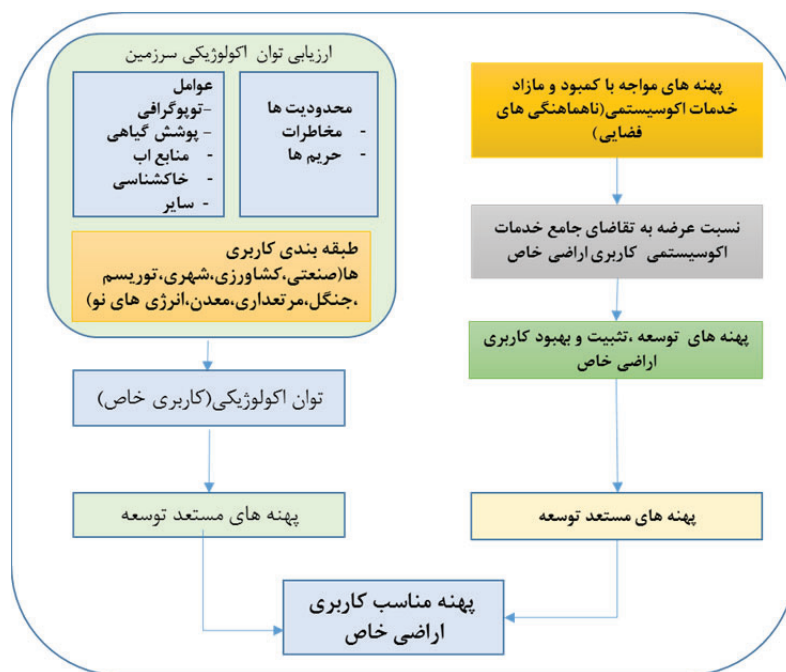 ارزیابی توان اکولوژیکی سرزمین
عوامل
-توپوگرافی
- پوشش گیاهی
- منابع اب
- خاکشناسی
- سایر
محدودیت ها
- مخاطرات
- حریم ها
طبقه بندی کاربری
ها(صنعتی،کشاورزی،شهری،توریسم
،جنگل،مرتعداری،معدن،انرژی های نو)
توان اکولوژیکی(کاربری خاص)
پهنه های مستعد توسعه
پهنه های مواجه با کمبود و مازاد
خدمات اکوسیستمی(ناهماهنگی های
فضایی)
نسبت عرضه به تقاضای جامع خدمات
اکوسیستمی کاربری اراضی خاص
پهنه های توسعه ،تثبیت و بهبود کاربری
اراضی خاص
پهنه های مستعد توسعه
پهنه مناسب کاربری
اراضی خاص